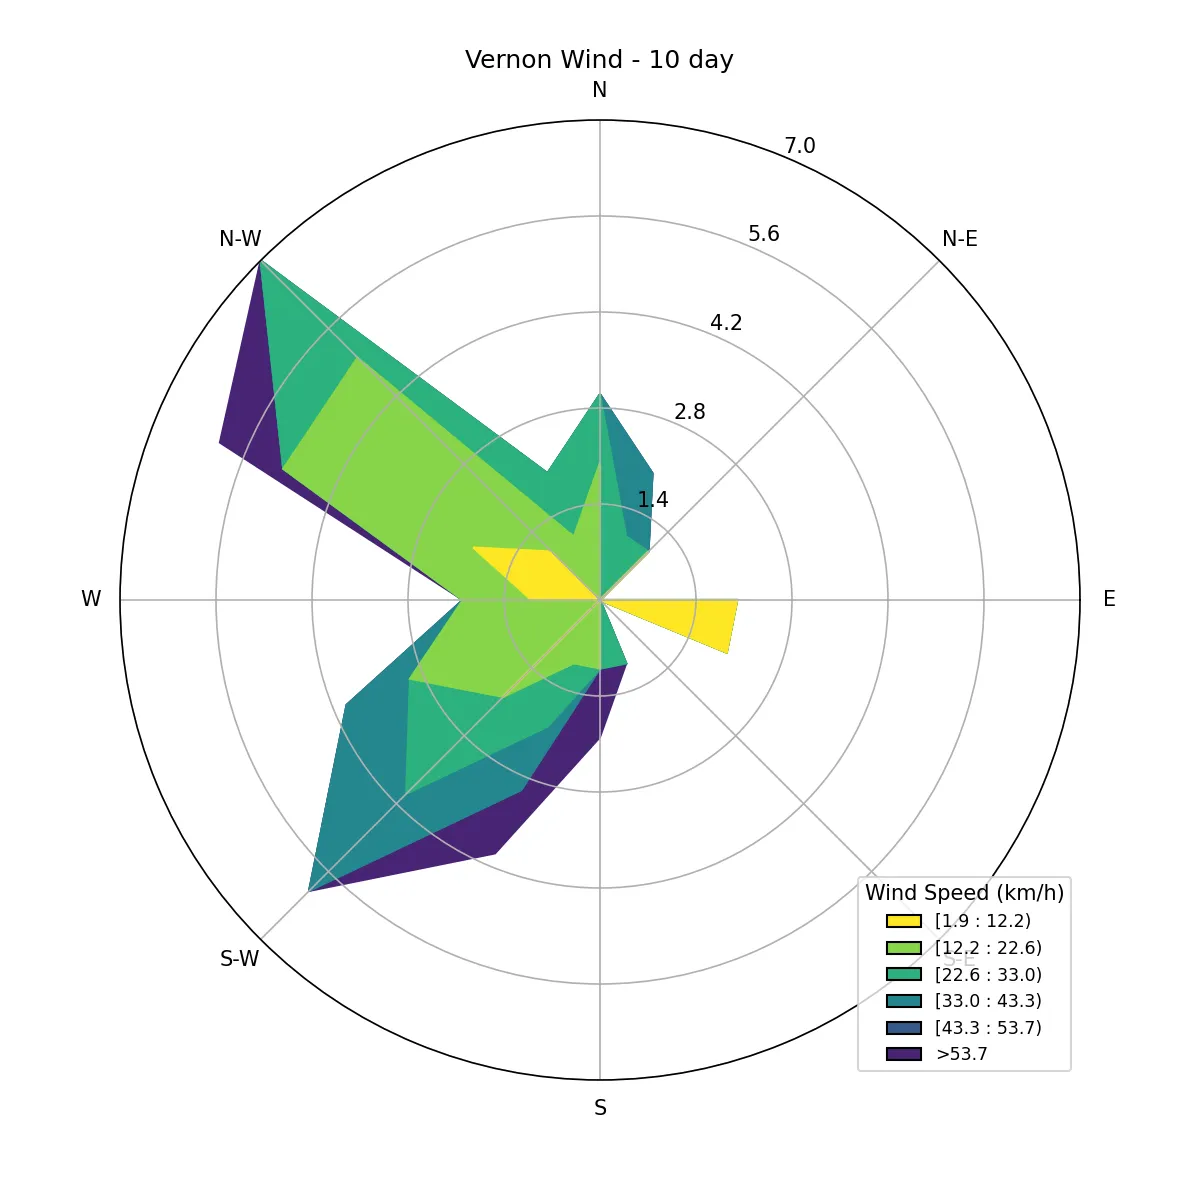 Vernon Wind - 10 day
N
7.0
5.6
N-W
N-E
4.2
2.8
1.4
W
E
Wind Speed (km/h)
[1.9 : 12.2)
[12.2 : 22.6)
S-W
S-E
[22.6 : 33.0)
[33.0 : 43.3)
[43.3 : 53.7)
>53.7
S